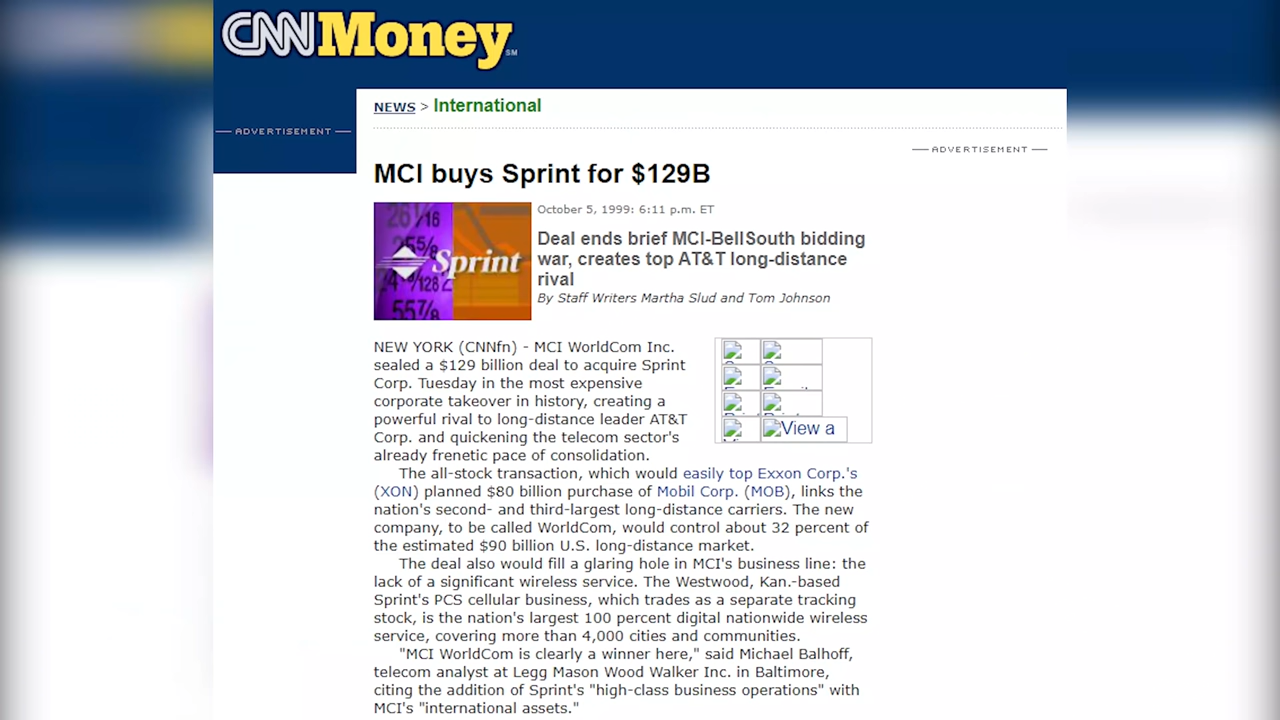 CNNMoney SM
NEWS > International
— ADVERTISEMENT —
— ADVERTISEMENT —
MCI buys Sprint for $129B
Sprint
October 5, 1999: 6:11 p.m. ET
Deal ends brief MCI-BellSouth bidding
war, creates top AT&T long-distance
rival
By Staff Writers Martha Slud and Tom Johnson
NEW YORK (CNNfn) - MCI WorldCom Inc.
sealed a $129 billion deal to acquire Sprint
Corp. Tuesday in the most expensive
corporate takeover in history, creating a
powerful rival to long-distance leader AT&T
Corp. and quickening the telecom sector's
already frenetic pace of consolidation.
View a
The all-stock transaction, which would easily top Exxon Corp.'s
(XON) planned $80 billion purchase of Mobil Corp. (MOB), links the
nation's second- and third-largest long-distance carriers. The new
company, to be called WorldCom, would control about 32 percent of
the estimated $90 billion U.S. long-distance market.
The deal also would fill a glaring hole in MCI's business line: the
lack of a significant wireless service. The Westwood, Kan.-based
Sprint's PCS cellular business, which trades as a separate tracking
stock, is the nation's largest 100 percent digital nationwide wireless
service, covering more than 4,000 cities and communities.
"MCI WorldCom is clearly a winner here," said Michael Balhoff,
telecom analyst at Legg Mason Wood Walker Inc. in Baltimore,
citing the addition of Sprint's "high-class business operations" with
MCI's "international assets."